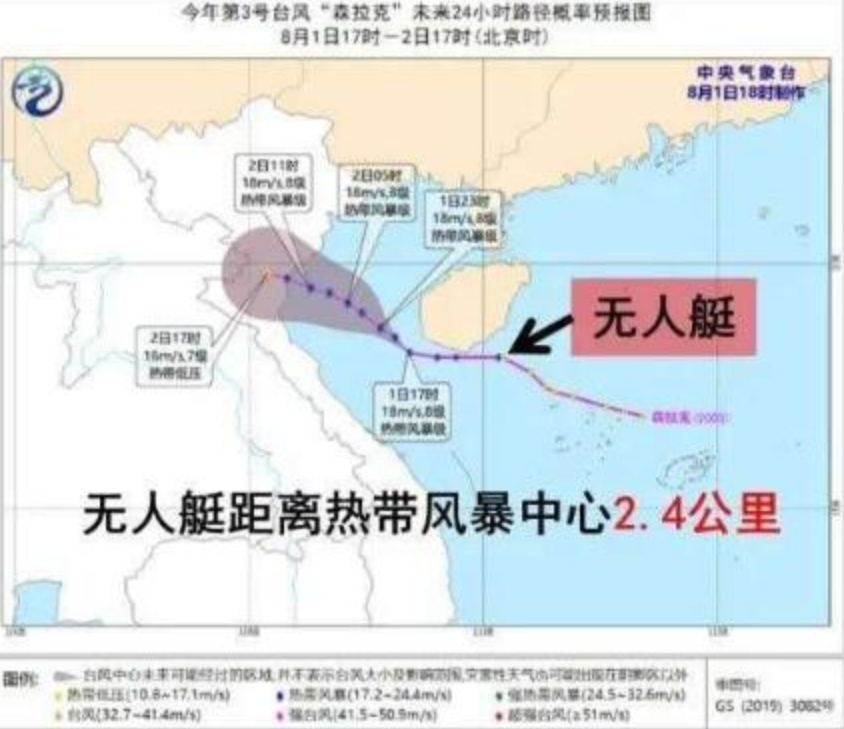 今年第3号台风“森拉克”未来24小时路径概率预报图
8月1日17时－2日17时(北京时)
中央气象台
8月1日18时制作
2日11时
18m/s,8级
热带风暴级
2日05时
18m/s,8级
热带风暴级
1日23时
18m/s,8级
热带风暴级
无人艇
2日17时
16m/s,7级
热带低压
1日17时
18m/s,8级
热带风暴级
森拉克(2003)
无人艇距离热带风暴中心2.4公里
图例:
台风中心未来可能经过的区域,并不表示台风大小及影响范围,灾害性天气也可能出现在阴影区以外
热带低压(10.8~17.1m/s)
热带风暴(17.2~24.4m/s)
强热带风暴(24.5~32.6m/s)
台风(32.7~41.4m/s)
强台风(41.5~50.9m/s)
超强台风(≥51m/s)
审图号:
GS (2019) 3082号